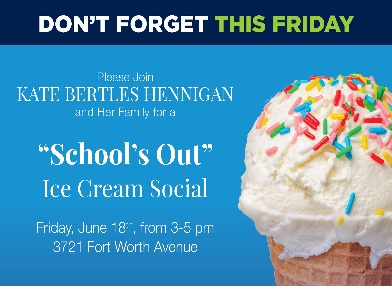 DON'T FORGET THIS FRIDAY
Please Join
KATE BERTLES HENNIGAN
and Her Family for a
“School’s Out”
Ice Cream Social
Friday, June 18TH, from 3-5 pm
3721 Fort Worth Avenue